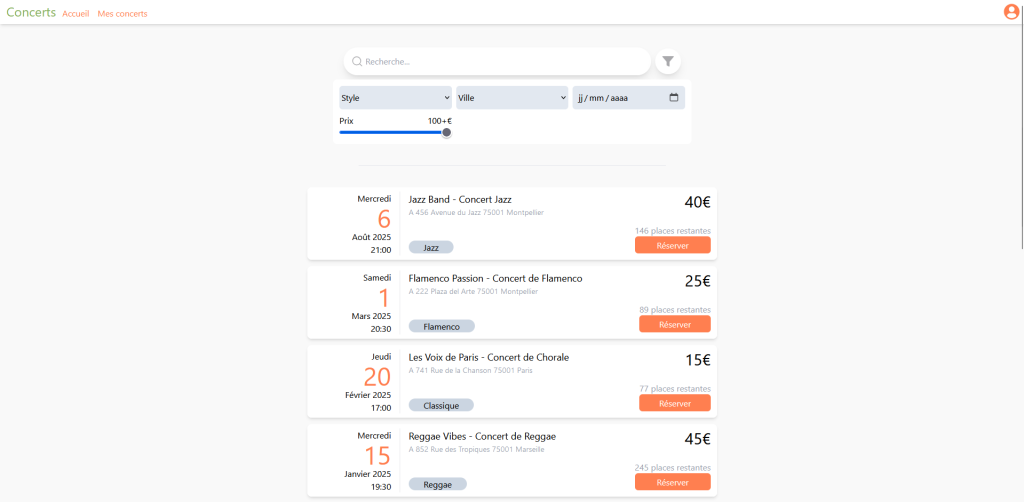 Concerts Accueil Mes concerts
Recherche...
Style Ville jj/mm/aaaa
Prix 100+€
Mercredi
6
Août 2025
21:00
Jazz Band - Concert Jazz
A 456 Avenue du Jazz 75001 Montpellier
Jazz
40€
146 places restantes
Réserver
Samedi
1
Mars 2025
20:30
Flamenco Passion - Concert de Flamenco
A 222 Plaza del Arte 75001 Montpellier
Flamenco
25€
89 places restantes
Réserver
Jeudi
20
Février 2025
17:00
Les Voix de Paris - Concert de Chorale
A 741 Rue de la Chanson 75001 Paris
Classique
15€
77 places restantes
Réserver
Mercredi
15
Janvier 2025
19:30
Reggae Vibes - Concert de Reggae
A 852 Rue des Tropiques 75001 Marseille
Reggae
45€
245 places restantes
Réserver